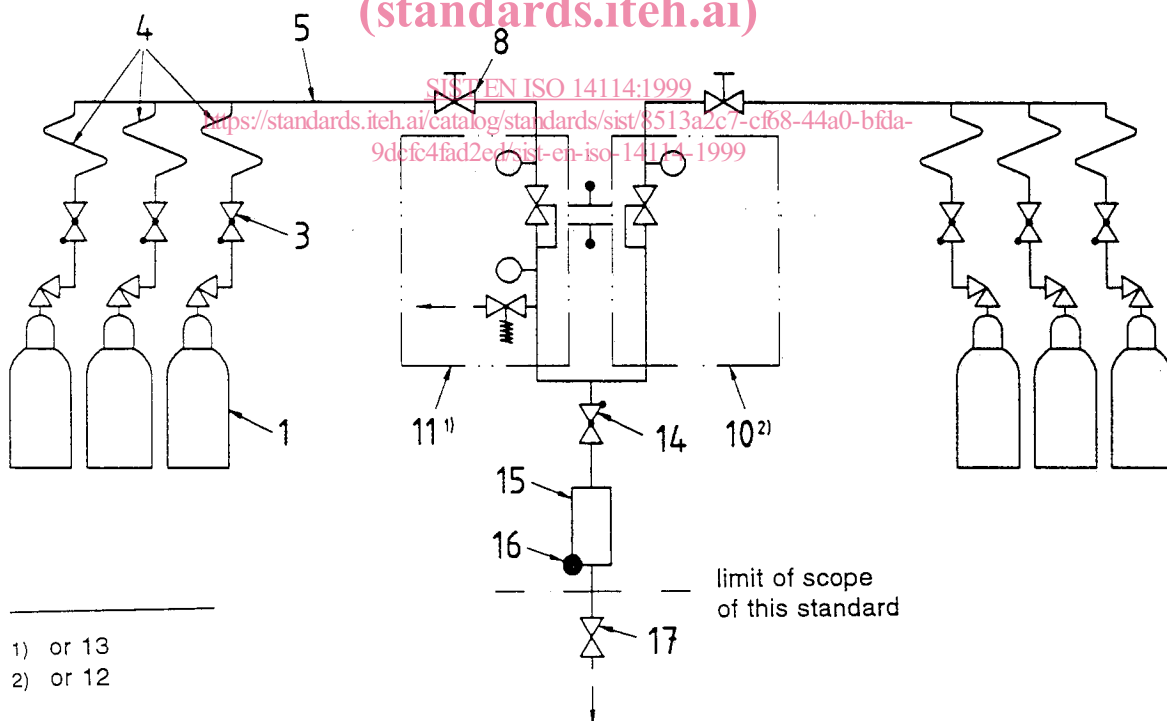 (standards.iteh.ai)
4
5
8
SIST EN ISO 14114:1999
https://standards.iteh.ai/catalog/standards/sist/8513a2c7-cf68-44a0-bfda-
9dcfc4fad2ed/sist-en-iso-14114-1999
3
1
11 1)
14
10 2)
15
16
limit of scope
of this standard
17
1) or 13
2) or 12